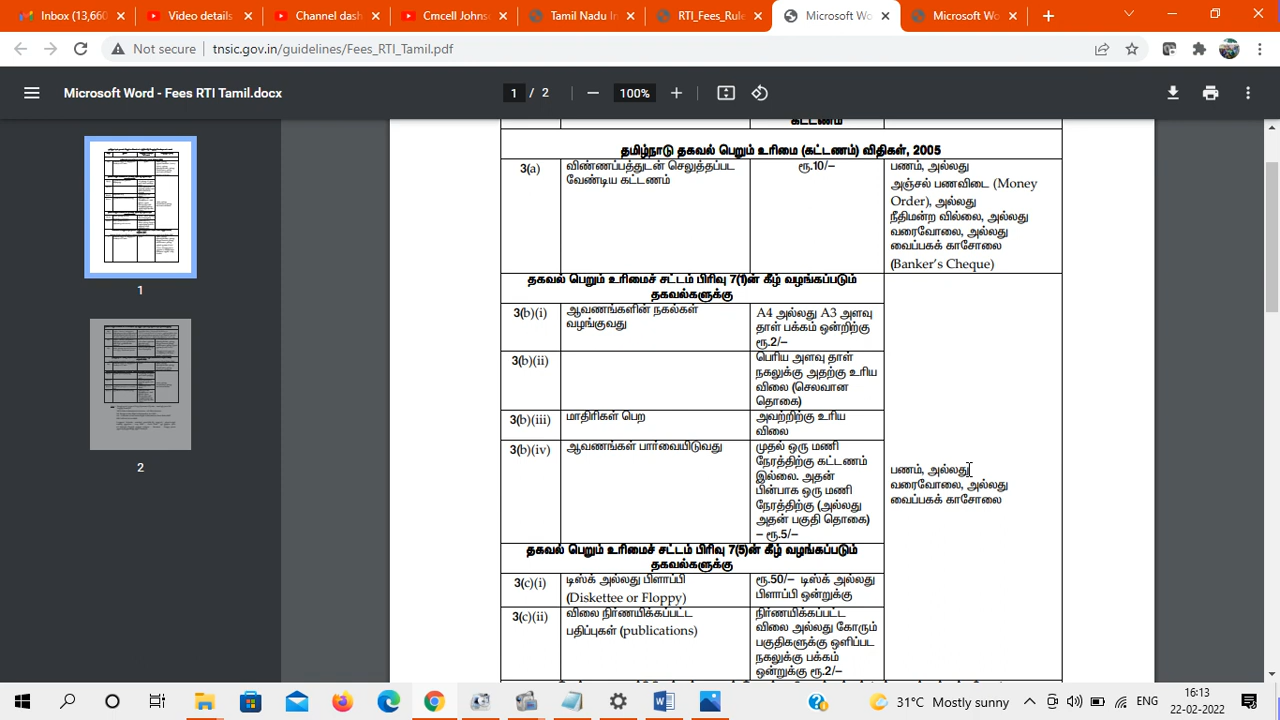 Inbox (13,660
Video details
Channel dash
Cmcell Johns
Tamil Nadu In
RTI_Fees_Rule
Microsoft Wo
Microsoft Wo
Not secure
tnsic.gov.in/guidelines/Fees_RTI_Tamil.pdf
Microsoft Word - Fees RTI Tamil.docx
1 / 2
100%
1
2
கட்டணம்
தமிழ்நாடு தகவல் பெறும் உரிமை (கட்டணம்) விதிகள், 2005
3(a)
விண்ணப்பத்துடன் செலுத்தப்பட
வேண்டிய கட்டணம்
ரூ.10/–
பணம், அல்லது
அஞ்சல் பணவிடை (Money
Order), அல்லது
நீதிமன்ற வில்லை, அல்லது
வரைவோலை, அல்லது
வைப்பகக் காசோலை
(Banker's Cheque)
தகவல் பெறும் உரிமைச் சட்டம் பிரிவு 7(1)ன் கீழ் வழங்கப்படும்
தகவல்களுக்கு
3(b)(i)
ஆவணங்களின் நகல்கள்
வழங்குவது
A4 அல்லது A3 அளவு
தாள் பக்கம் ஒன்றிற்கு
ரூ.2/–
3(b)(ii)
பெரிய அளவு தாள்
நகலுக்கு அதற்கு உரிய
விலை (செலவான
தொகை)
3(b)(iii)
மாதிரிகள் பெற
அவற்றிற்கு உரிய
விலை
3(b)(iv)
ஆவணங்கள் பார்வையிடுவது
முதல் ஒரு மணி
நேரத்திற்கு கட்டணம்
இல்லை. அதன்
பின்பாக ஒரு மணி
நேரத்திற்கு (அல்லது
அதன் பகுதி தொகை)
– ரூ.5/–
பணம், அல்லது
வரைவோலை, அல்லது
வைப்பகக் காசோலை
தகவல் பெறும் உரிமைச் சட்டம் பிரிவு 7(5)ன் கீழ் வழங்கப்படும்
தகவல்களுக்கு
3(c)(i)
டிஸ்க் அல்லது பிளாப்பி
(Diskettee or Floppy)
ரூ.50/– டிஸ்க் அல்லது
பிளாப்பி ஒன்றுக்கு
3(c)(ii)
விலை நிர்ணயிக்கப்பட்ட
பதிப்புகள் (publications)
நிர்ணயிக்கப்பட்ட
விலை அல்லது கோரும்
பகுதிகளுக்கு ஒளிப்பட
நகலுக்கு பக்கம்
ஒன்றுக்கு ரூ.2/–
31°C Mostly sunny
ENG
16:13
22-02-2022